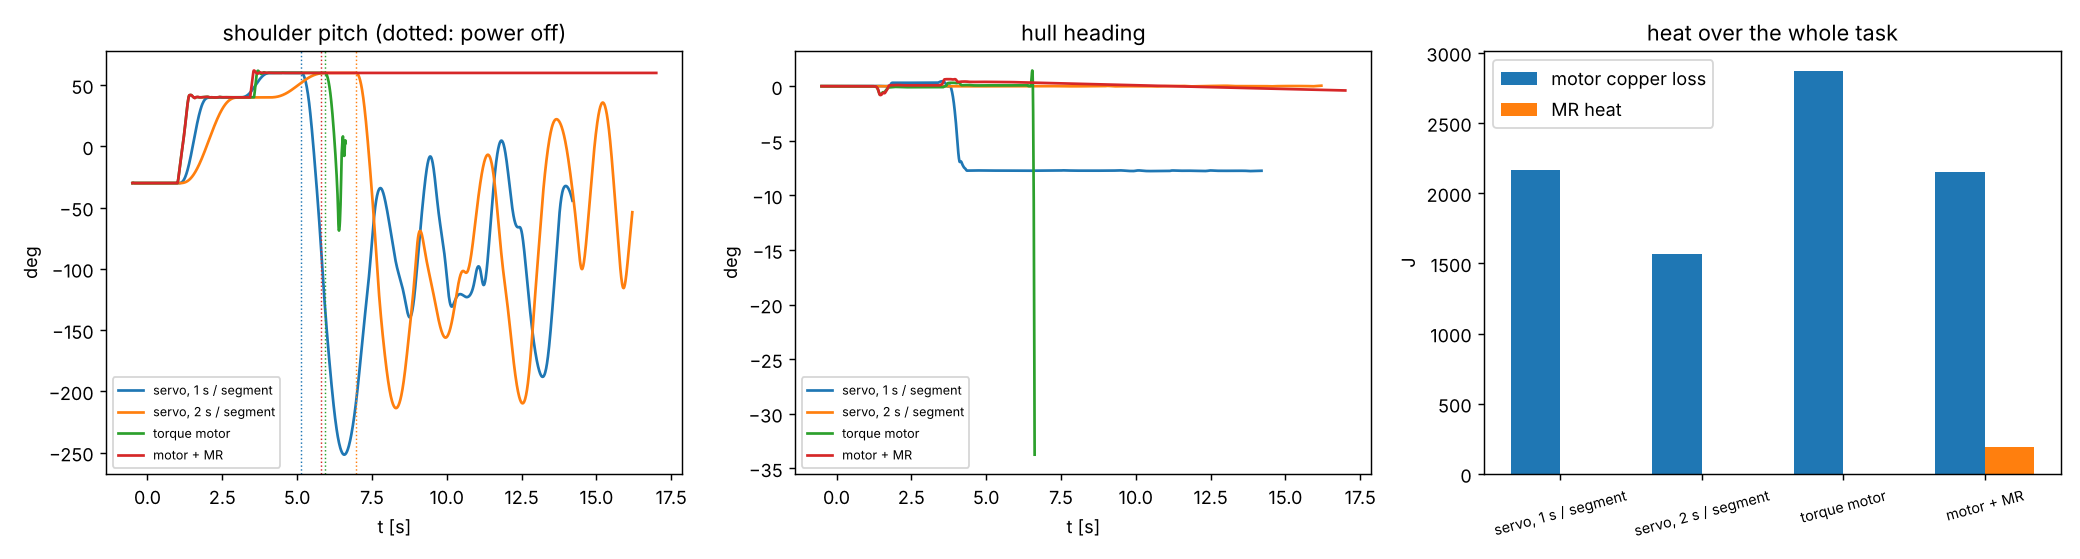 shoulder pitch (dotted: power off)
deg
50
0
−50
−100
−150
−200
−250
servo, 1 s / segment
servo, 2 s / segment
torque motor
motor + MR
0.0 2.5 5.0 7.5 10.0 12.5 15.0 17.5
t [s]
hull heading
deg
0
−5
−10
−15
−20
−25
−30
−35
servo, 1 s / segment
servo, 2 s / segment
torque motor
motor + MR
0.0 2.5 5.0 7.5 10.0 12.5 15.0 17.5
t [s]
heat over the whole task
J
3000
2500
2000
1500
1000
500
0
motor copper loss
MR heat
servo, 1 s / segment
servo, 2 s / segment
torque motor
motor + MR